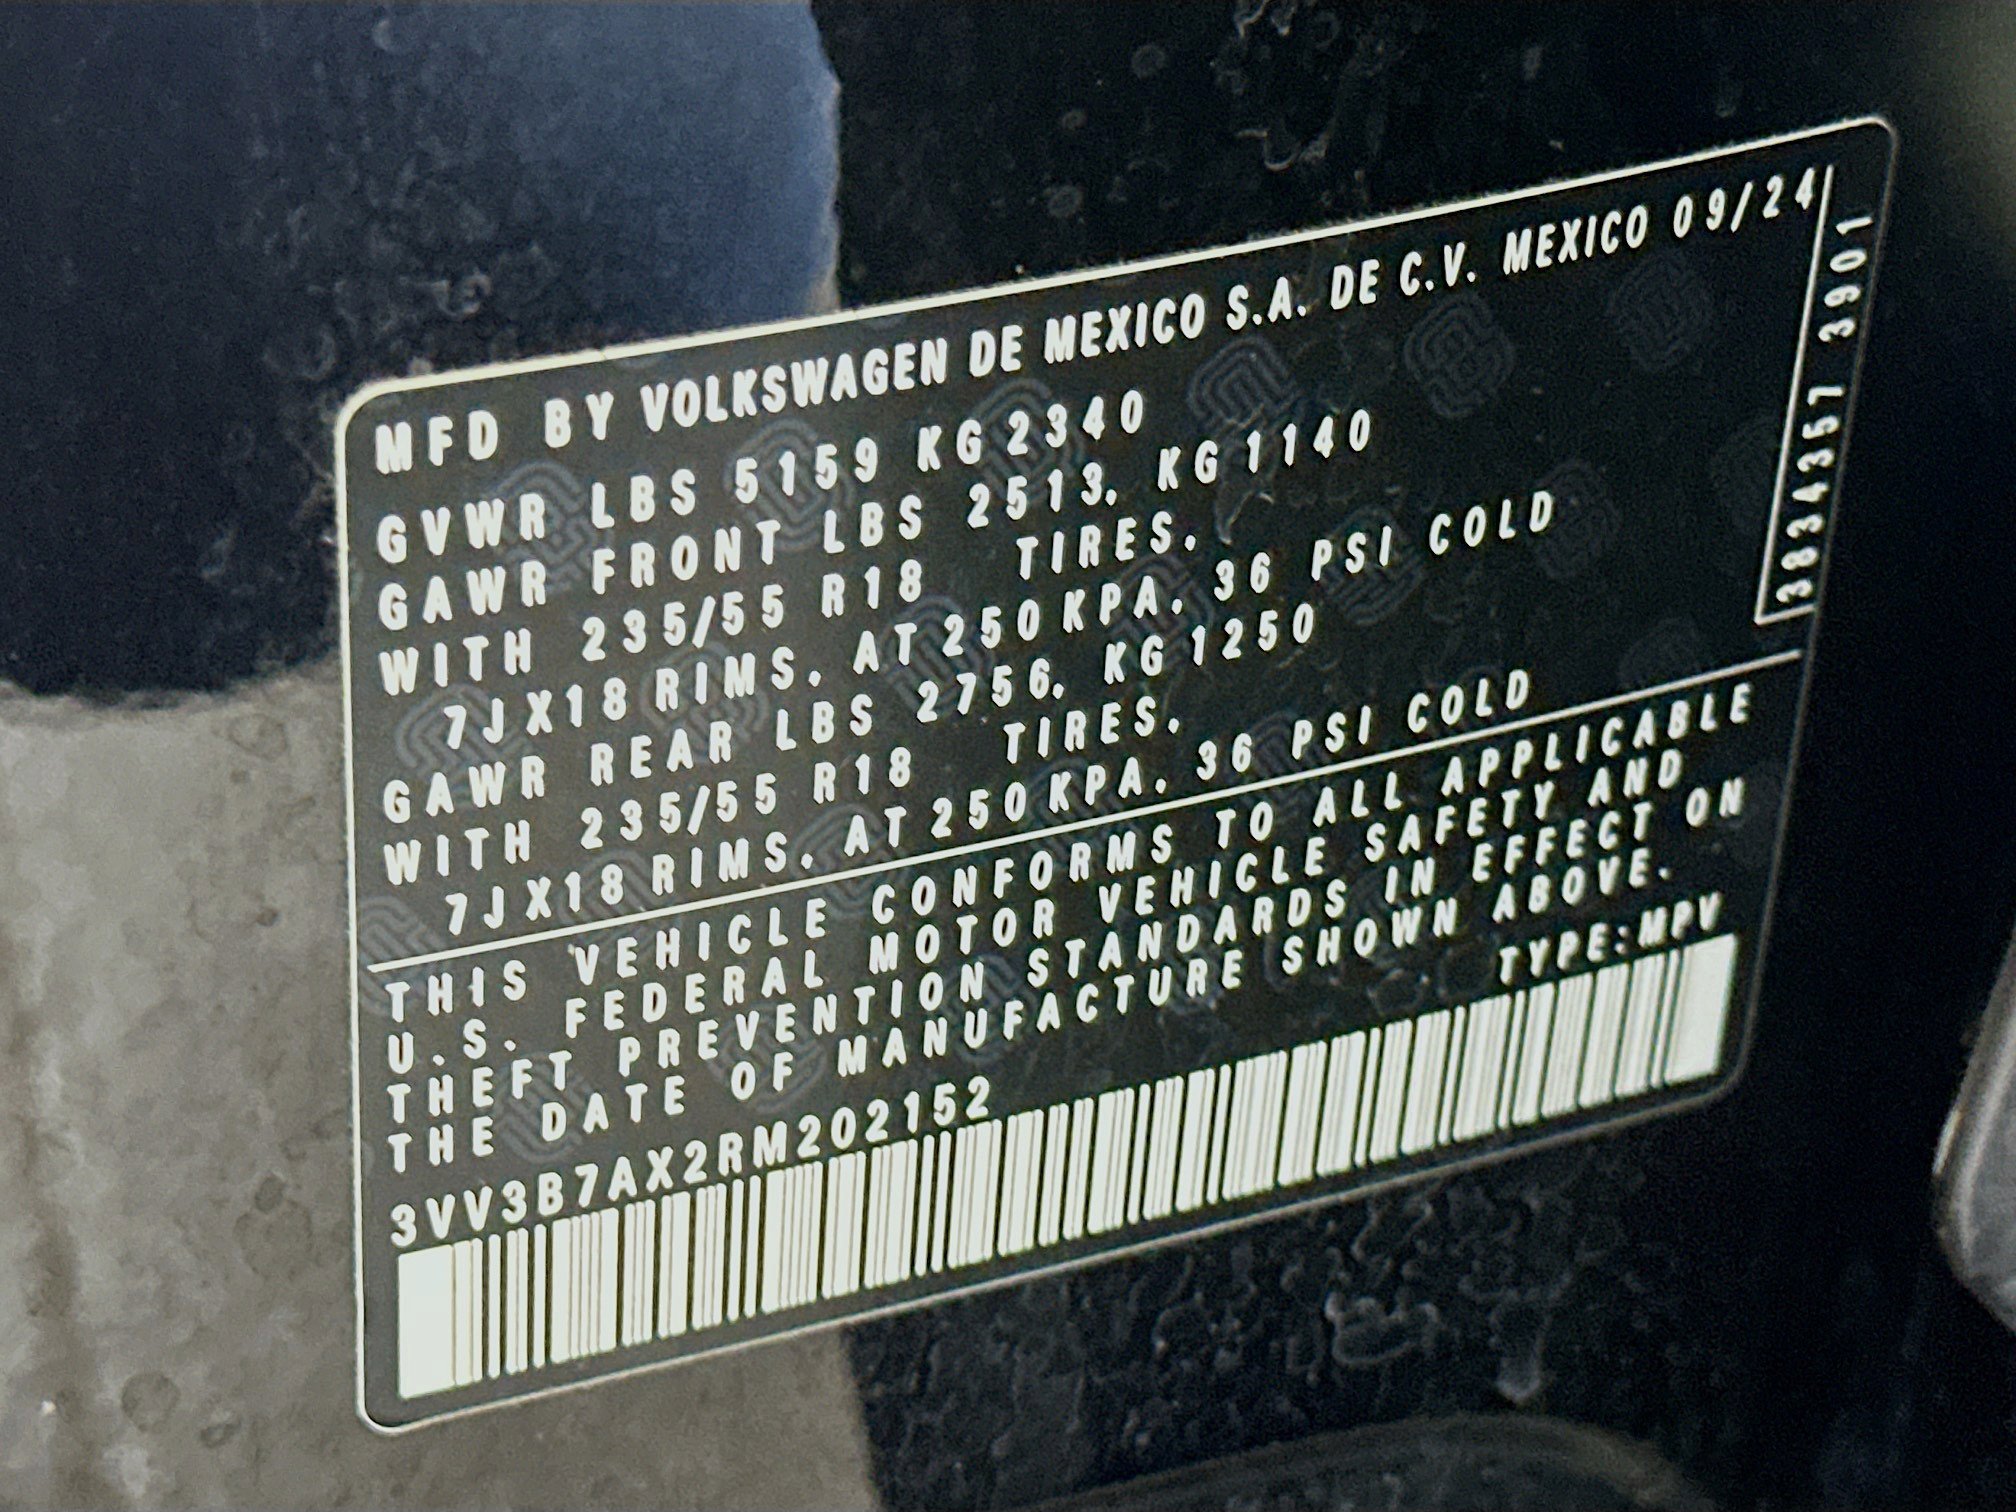 MFD BY VOLKSWAGEN DE MEXICO S.A. DE C.V. MEXICO 09/24
GVWR LBS 5159 KG 2340
GAWR FRONT LBS 2513, KG 1140
WITH 235/55 R18 TIRES,
7JX18 RIMS, AT 250 KPA, 36 PSI COLD
GAWR REAR LBS 2756, KG 1250
WITH 235/55 R18 TIRES,
7JX18 RIMS, AT 250 KPA, 36 PSI COLD
3834357 3901
THIS VEHICLE CONFORMS TO ALL APPLICABLE
U.S. FEDERAL MOTOR VEHICLE SAFETY AND
THEFT PREVENTION STANDARDS IN EFFECT ON
THE DATE OF MANUFACTURE SHOWN ABOVE.
TYPE:MPV
3VV3B7AX2RM202152